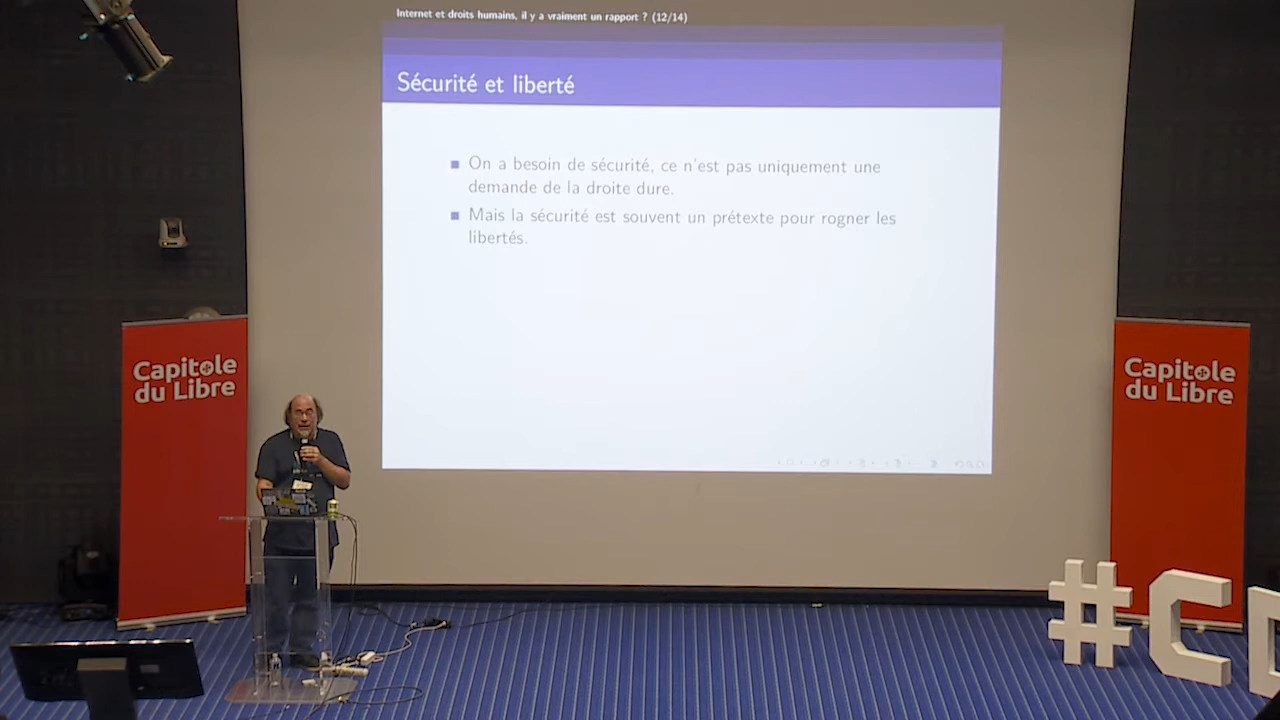 Internet et droits humains, il y a vraiment un rapport ? (12/14)
Sécurité et liberté
On a besoin de sécurité, ce n'est pas uniquement une
demande de la droite dure.
Mais la sécurité est souvent un prétexte pour rogner les
libertés.
Capitole
du Libre
Capitole
du Libre
#C